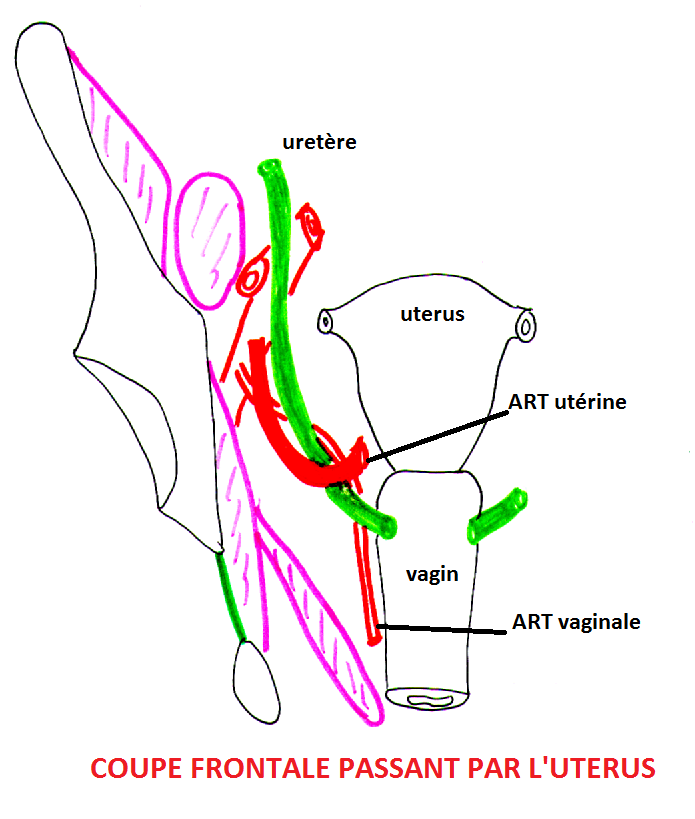 uretère
uterus
ART utérine
vagin
ART vaginale
COUPE FRONTALE PASSANT PAR L'UTERUS